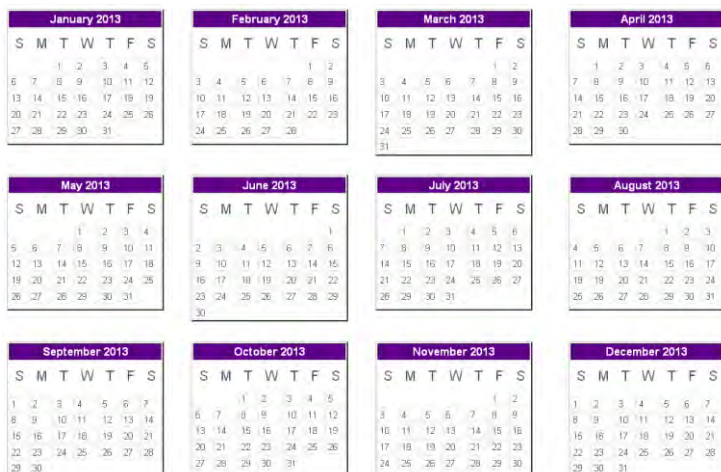 January 2013
S M T W T F S
1 2 3 4 5
6 7 8 9 10 11 12
13 14 15 16 17 18 19
20 21 22 23 24 25 26
27 28 29 30 31
February 2013
S M T W T F S
1 2
3 4 5 6 7 8 9
10 11 12 13 14 15 16
17 18 19 20 21 22 23
24 25 26 27 28
March 2013
S M T W T F S
1 2
3 4 5 6 7 8 9
10 11 12 13 14 15 16
17 18 19 20 21 22 23
24 25 26 27 28 29 30
31
April 2013
S M T W T F S
1 2 3 4 5 6
7 8 9 10 11 12 13
14 15 16 17 18 19 20
21 22 23 24 25 26 27
28 29 30
May 2013
S M T W T F S
1 2 3 4
5 6 7 8 9 10 11
12 13 14 15 16 17 18
19 20 21 22 23 24 25
26 27 28 29 30 31
June 2013
S M T W T F S
1
2 3 4 5 6 7 8
9 10 11 12 13 14 15
16 17 18 19 20 21 22
23 24 25 26 27 28 29
30
July 2013
S M T W T F S
1 2 3 4 5 6
7 8 9 10 11 12 13
14 15 16 17 18 19 20
21 22 23 24 25 26 27
28 29 30 31
August 2013
S M T W T F S
1 2 3
4 5 6 7 8 9 10
11 12 13 14 15 16 17
18 19 20 21 22 23 24
25 26 27 28 29 30 31
September 2013
S M T W T F S
1 2 3 4 5 6 7
8 9 10 11 12 13 14
15 16 17 18 19 20 21
22 23 24 25 26 27 28
29 30
October 2013
S M T W T F S
1 2 3 4 5
6 7 8 9 10 11 12
13 14 15 16 17 18 19
20 21 22 23 24 25 26
27 28 29 30 31
November 2013
S M T W T F S
1 2
3 4 5 6 7 8 9
10 11 12 13 14 15 16
17 18 19 20 21 22 23
24 25 26 27 28 29 30
December 2013
S M T W T F S
1 2 3 4 5 6 7
8 9 10 11 12 13 14
15 16 17 18 19 20 21
22 23 24 25 26 27 28
29 30 31